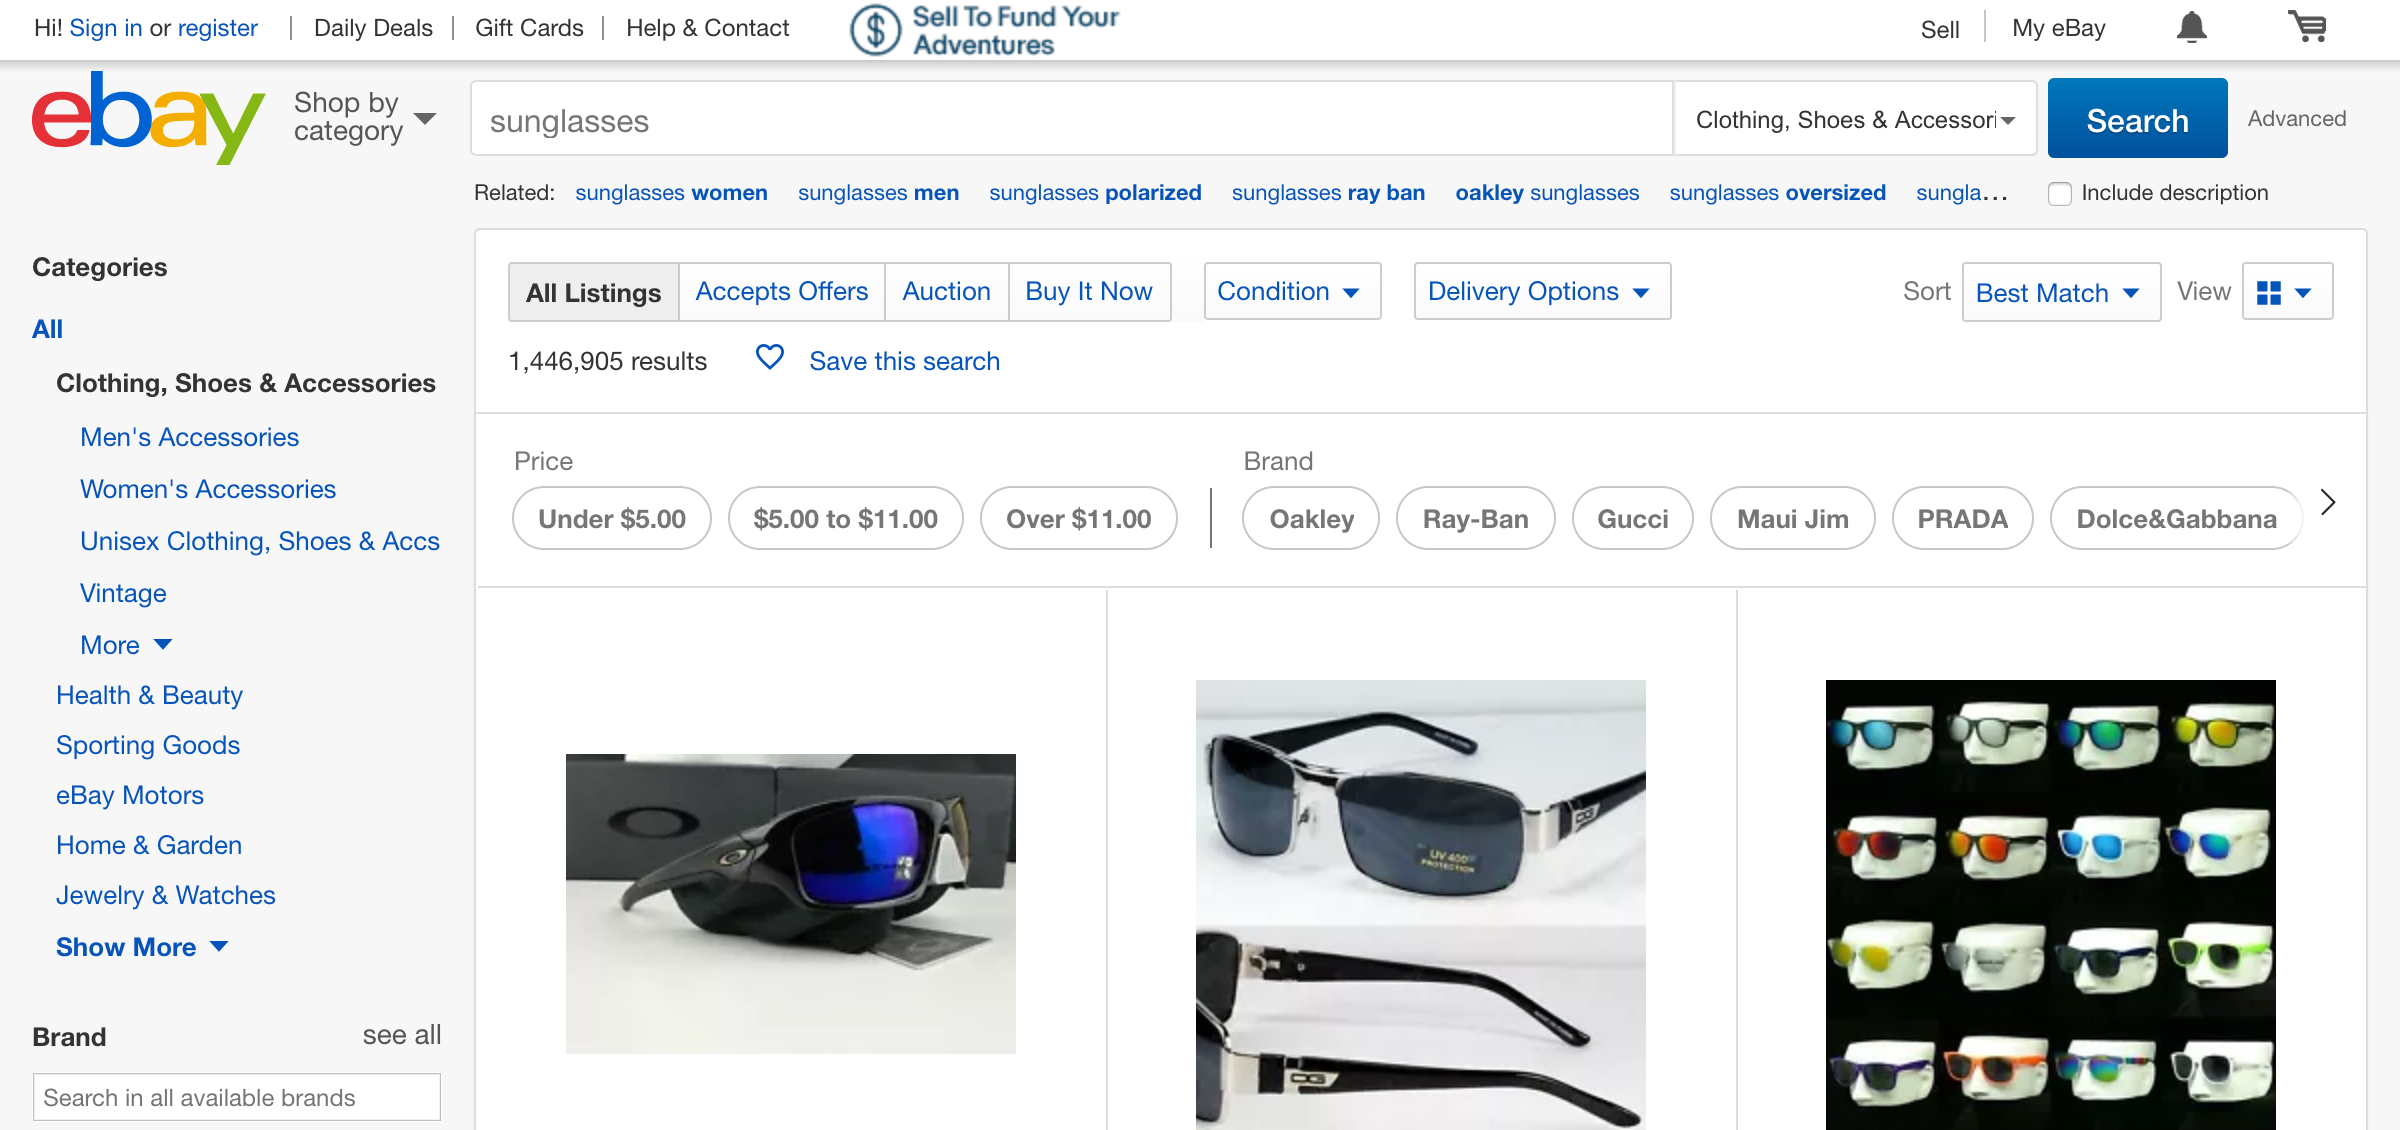 Hi! Sign in or register | Daily Deals | Gift Cards | Help & Contact
Sell To Fund Your
Adventures
Sell
My eBay
ebay
Shop by
category
sunglasses
Clothing, Shoes & Accessori
Search
Advanced
Related: sunglasses women sunglasses men sunglasses polarized sunglasses ray ban oakley sunglasses sunglasses oversized sungla...
Include description
Categories
All
Clothing, Shoes & Accessories
Men's Accessories
Women's Accessories
Unisex Clothing, Shoes & Accs
Vintage
More
Health & Beauty
Sporting Goods
eBay Motors
Home & Garden
Jewelry & Watches
Show More
Brand
see all
Search in all available brands
All Listings
Accepts Offers
Auction
Buy It Now
Condition
Delivery Options
Sort
Best Match
View
1,446,905 results
Save this search
Price
Under $5.00
$5.00 to $11.00
Over $11.00
Brand
Oakley
Ray-Ban
Gucci
Maui Jim
PRADA
Dolce&Gabbana
DG
UV 400
PROTECTION
DG